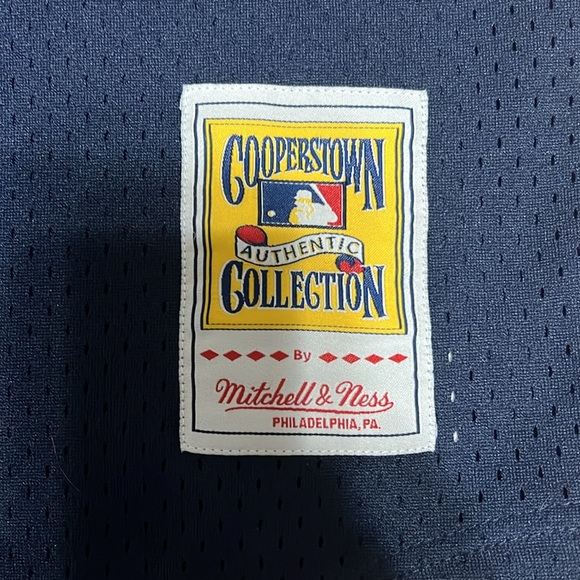 COOPERSTOWN
AUTHENTIC
COLLECTION
By
Mitchell & Ness
PHILADELPHIA, PA.